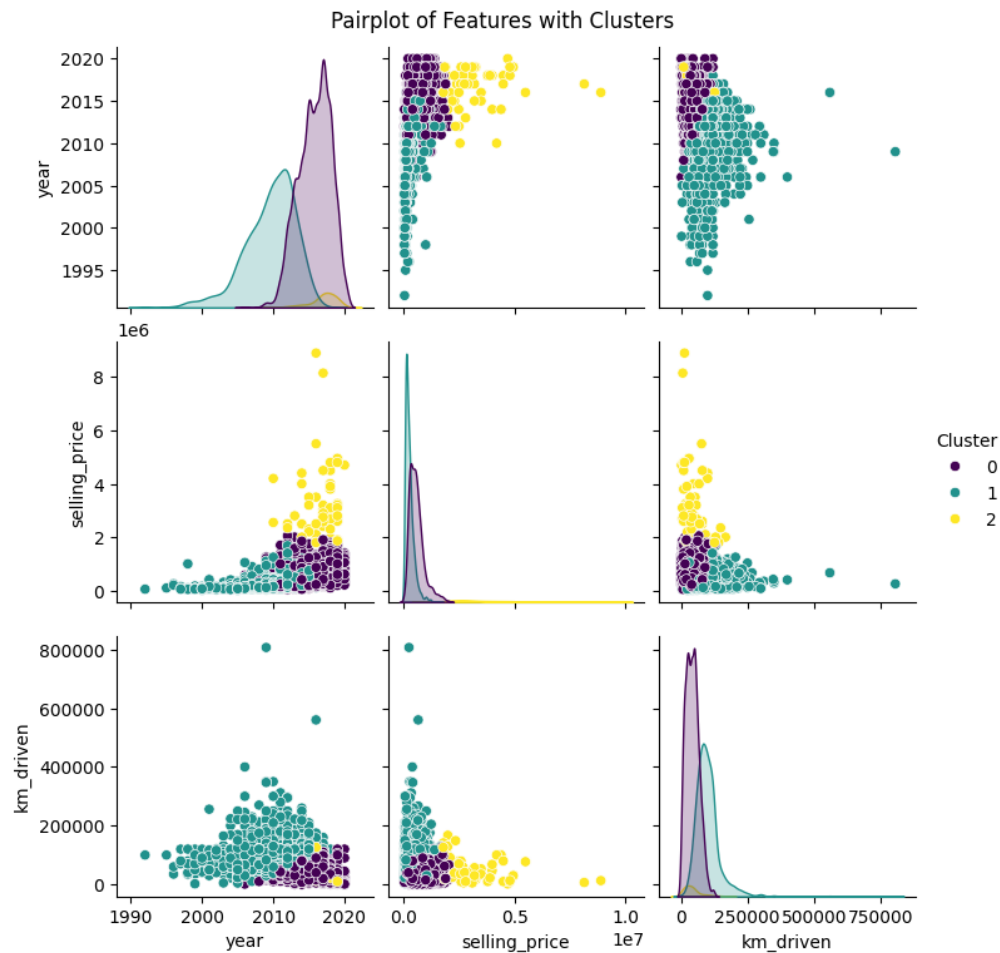 Pairplot of Features with Clusters
2020
2015
2010
2005
2000
1995
year
1e6
8
6
4
2
0
selling_price
Cluster
0
1
2
800000
600000
400000
200000
0
km_driven
1990 2000 2010 2020
year
0.0 0.5 1.0
1e7
selling_price
0 250000 500000 750000
km_driven